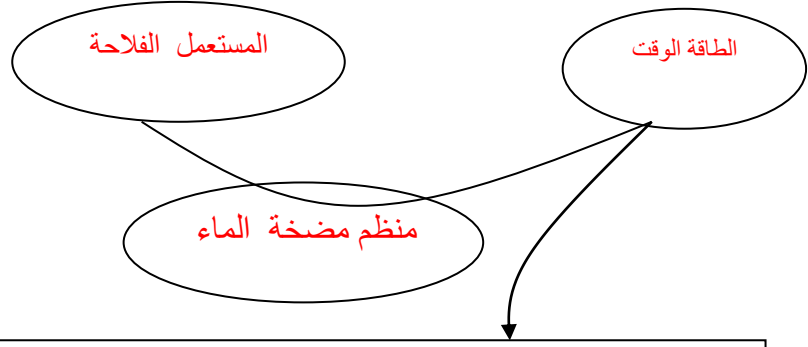 المستعمل الفلاحة
الطاقة الوقت
منظم مضخة الماء